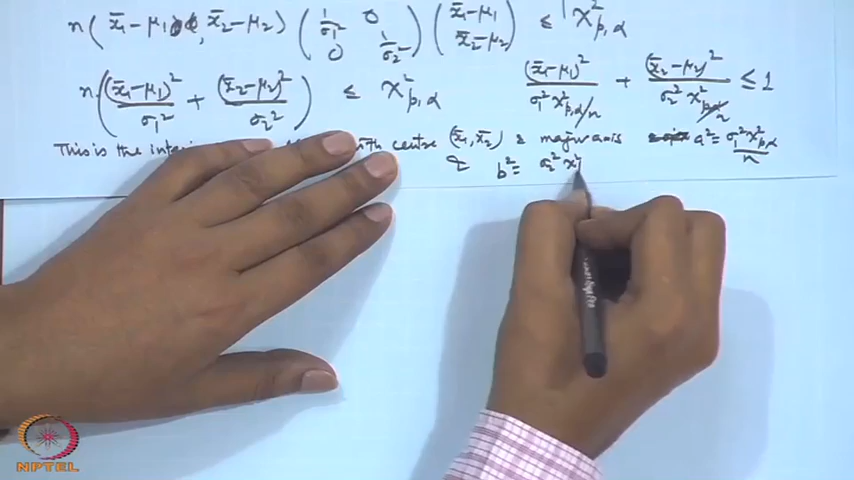 n( x̄₁-μ₁, x̄₂-μ₂) ( 1/σ₁² 0 0 1/σ₂² ) ( x̄₁-μ₁ x̄₂-μ₂ ) ≤ χ²p,α
n( (x̄₁-μ₁)²/σ₁² + (x̄₂-μ₂)²/σ₂² ) ≤ χ²p,α
(x̄₁-μ₁)²/σ₁²χ²p,α/n + (x̄₂-μ₂)²/σ₂²χ²p,α/n ≤ 1
This is the with centre (x̄₁, x̄₂) & major axis a² = σ₁²χ²p,α/n
& b² = σ₂² χ²
NPTEL